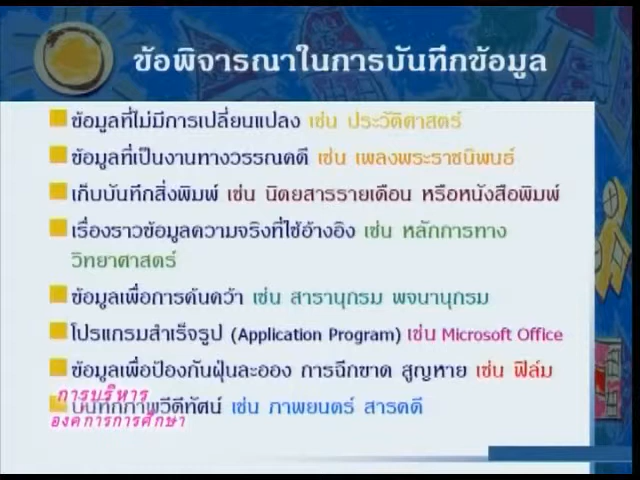 ข้อพิจารณาในการบันทึกข้อมูล
ข้อมูลที่ไม่มีการเปลี่ยนแปลง เช่น ประวัติศาสตร์
ข้อมูลที่เป็นงานทางวรรณคดี เช่น เพลงพระราชนิพนธ์
เก็บบันทึกสิ่งพิมพ์ เช่น นิตยสารรายเดือน หรือหนังสือพิมพ์
เรื่องราวข้อมูลความจริงที่ใช้อ้างอิง เช่น หลักการทาง
วิทยาศาสตร์
ข้อมูลเพื่อการค้นคว้า เช่น สารานุกรม พจนานุกรม
โปรแกรมสำเร็จรูป (Application Program) เช่น Microsoft Office
ข้อมูลเพื่อป้องกันฝุ่นละออง การฉีกขาด สูญหาย เช่น ฟิล์ม
บันทึกภาพวีดีทัศน์ เช่น ภาพยนตร์ สารคดี
การบริหาร
องค์การการศึกษา